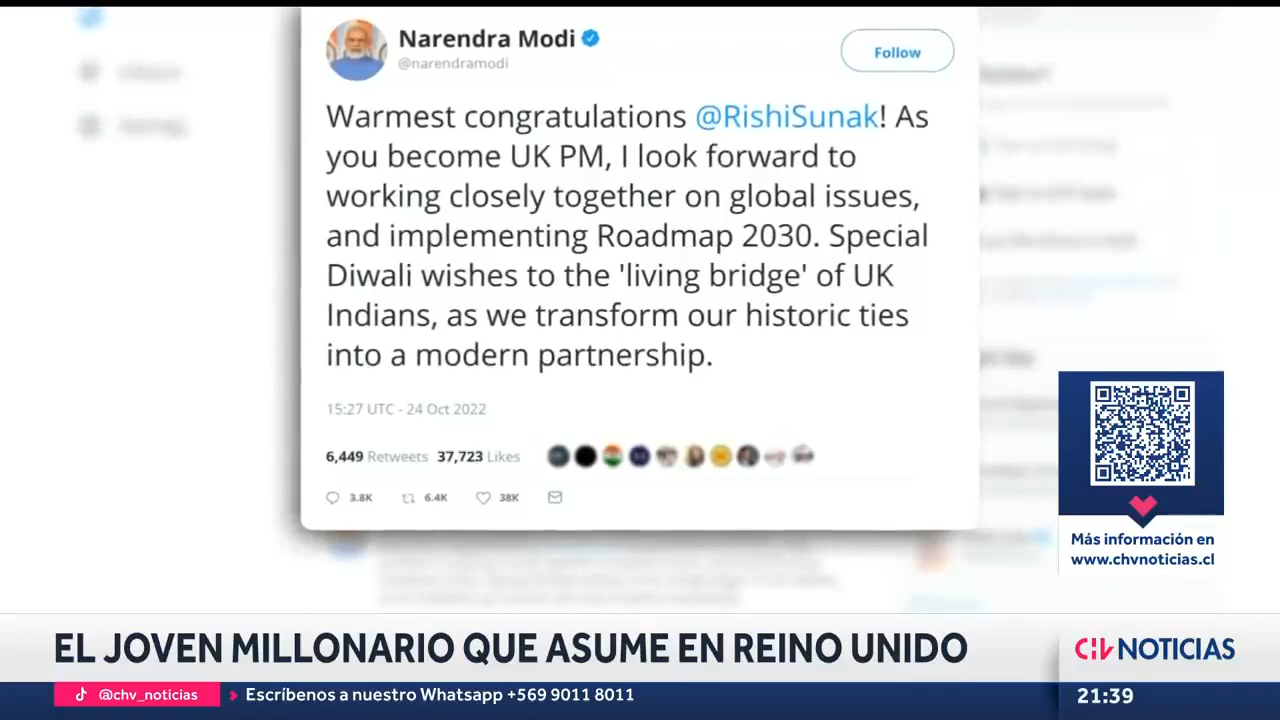 Narendra Modi
@narendramodi
Follow
Warmest congratulations @RishiSunak! As
you become UK PM, I look forward to
working closely together on global issues,
and implementing Roadmap 2030. Special
Diwali wishes to the 'living bridge' of UK
Indians, as we transform our historic ties
into a modern partnership.
15:27 UTC - 24 Oct 2022
6,449 Retweets 37,723 Likes
3.8K 6.4K 38K
Más información en
www.chvnoticias.cl
EL JOVEN MILLONARIO QUE ASUME EN REINO UNIDO
CHV NOTICIAS
@chv_noticias
Escríbenos a nuestro Whatsapp +569 9011 8011
21:39